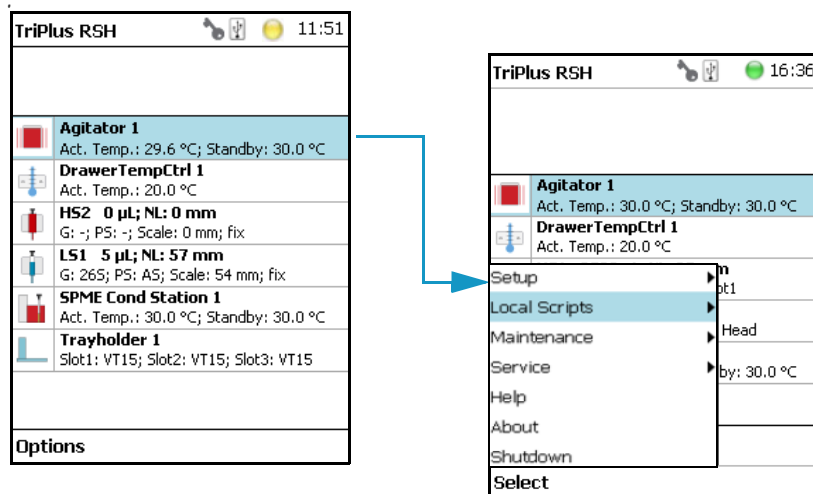 TriPlus RSH 11:51
Agitator 1
Act. Temp.: 29.6 °C; Standby: 30.0 °C
DrawerTempCtrl 1
Act. Temp.: 20.0 °C
HS2 0 µL; NL: 0 mm
G: -; PS: -; Scale: 0 mm; fix
LS1 5 µL; NL: 57 mm
G: 26S; PS: AS; Scale: 54 mm; fix
SPME Cond Station 1
Act. Temp.: 30.0 °C; Standby: 30.0 °C
Trayholder 1
Slot1: VT15; Slot2: VT15; Slot3: VT15
Options
TriPlus RSH 16:36
Agitator 1
Act. Temp.: 30.0 °C; Standby: 30.0 °C
DrawerTempCtrl 1
Act. Temp.: 20.0 °C
Setup
Local Scripts
Maintenance
Head
Service
by: 30.0 °C
Help
About
Shutdown
Select